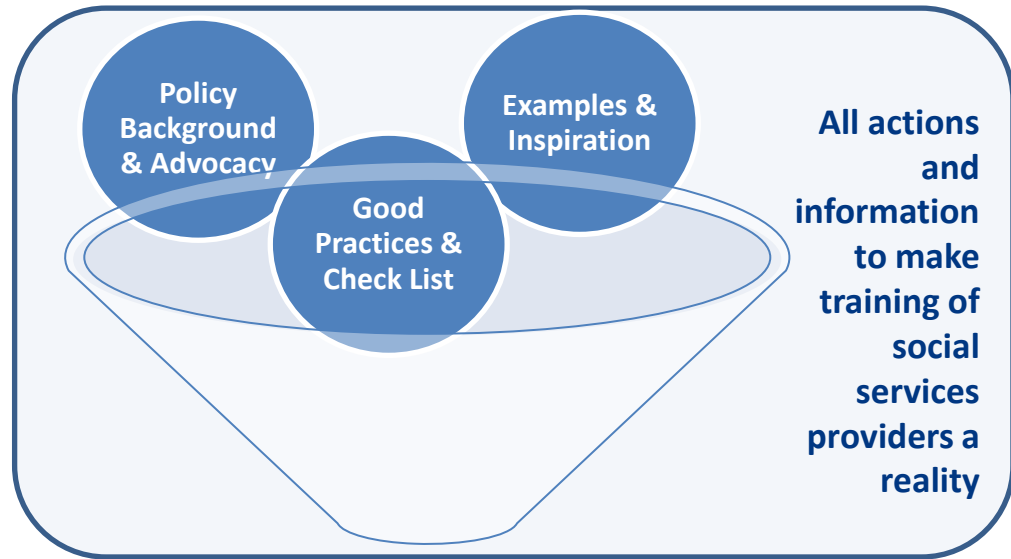 Policy
Background
& Advocacy
Examples &
Inspiration
Good
Practices &
Check List
All actions
and
information
to make
training of
social
services
providers a
reality